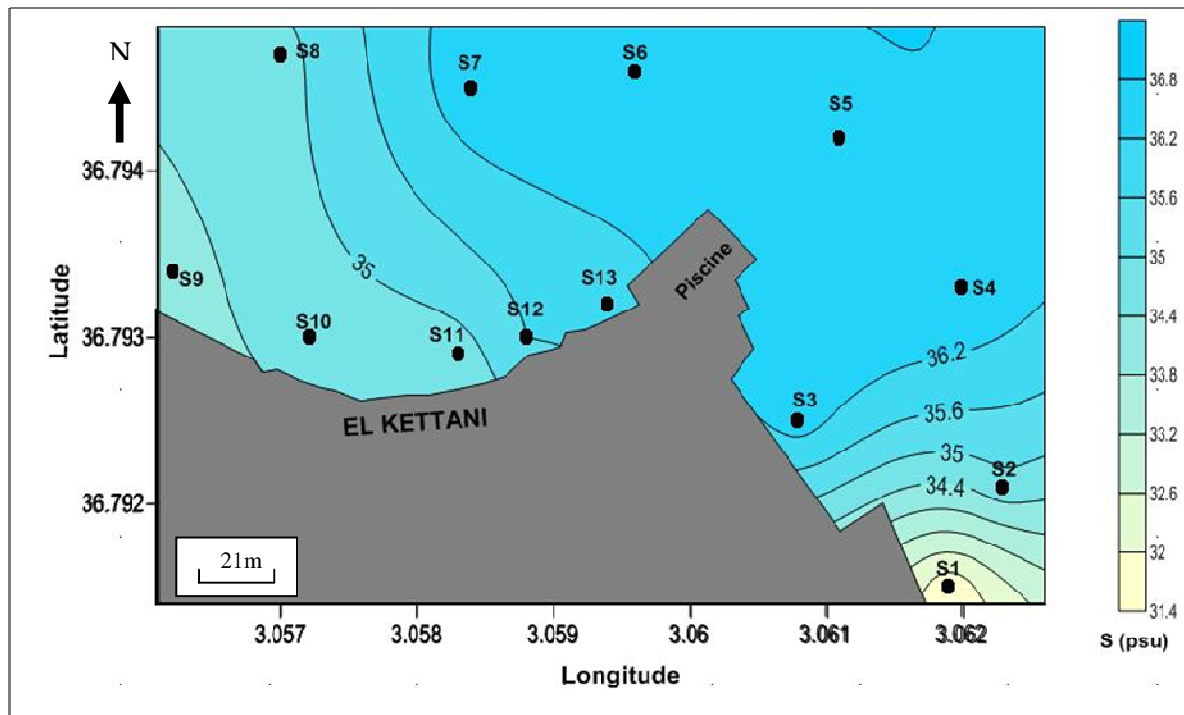 N
S8
S7
S6
S5
36.794
S9
35
S13
Piscine
S4
S10
S12
S11
36.793
36.2
EL KETTANI
S3
35.6
35
S2
34.4
36.792
S1
21m
3.057
3.058
3.059
3.06
3.061
3.062
Longitude
Latitude
36.8
36.2
35.6
35
34.4
33.8
33.2
32.6
32
31.4
S (psu)